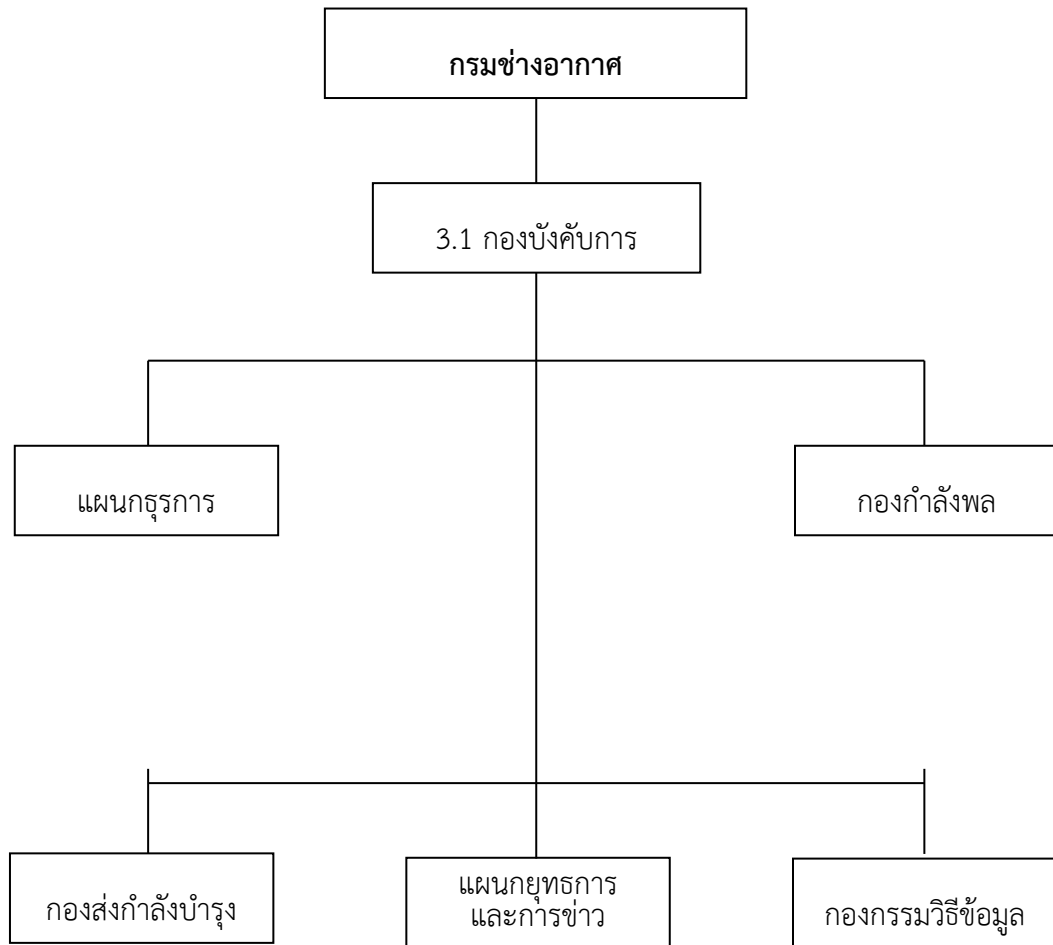 กรมช่างอากาศ
3.1 กองบังคับการ
แผนกธุรการ
กองกำลังพล
กองส่งกำลังบำรุง
แผนกยุทธการ
และการข่าว
กองกรรมวิธีข้อมูล